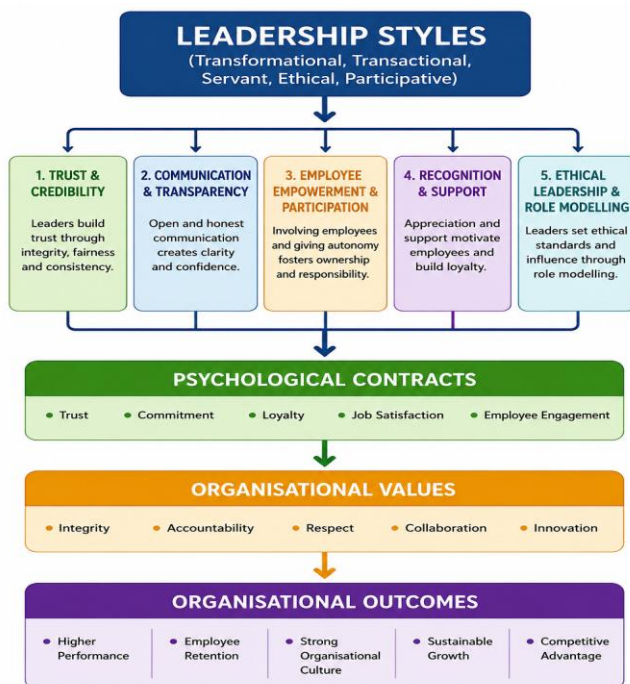 LEADERSHIP STYLES
(Transformational, Transactional,
Servant, Ethical, Participative)
1. TRUST &
CREDIBILITY
Leaders build
trust through
integrity, fairness
and consistency.
2. COMMUNICATION
& TRANSPARENCY
Open and honest
communication
creates clarity
and confidence.
3. EMPLOYEE
EMPOWERMENT &
PARTICIPATION
Involving employees
and giving autonomy
fosters ownership
and responsibility.
4. RECOGNITION
& SUPPORT
Appreciation and
support motivate
employees and
build loyalty.
5. ETHICAL
LEADERSHIP &
ROLE MODELLING
Leaders set ethical
standards and
influence through
role modelling.
PSYCHOLOGICAL CONTRACTS
• Trust • Commitment • Loyalty • Job Satisfaction • Employee Engagement
ORGANISATIONAL VALUES
• Integrity • Accountability • Respect • Collaboration • Innovation
ORGANISATIONAL OUTCOMES
• Higher
Performance
• Employee
Retention
• Strong
Organisational
Culture
• Sustainable
Growth
• Competitive
Advantage